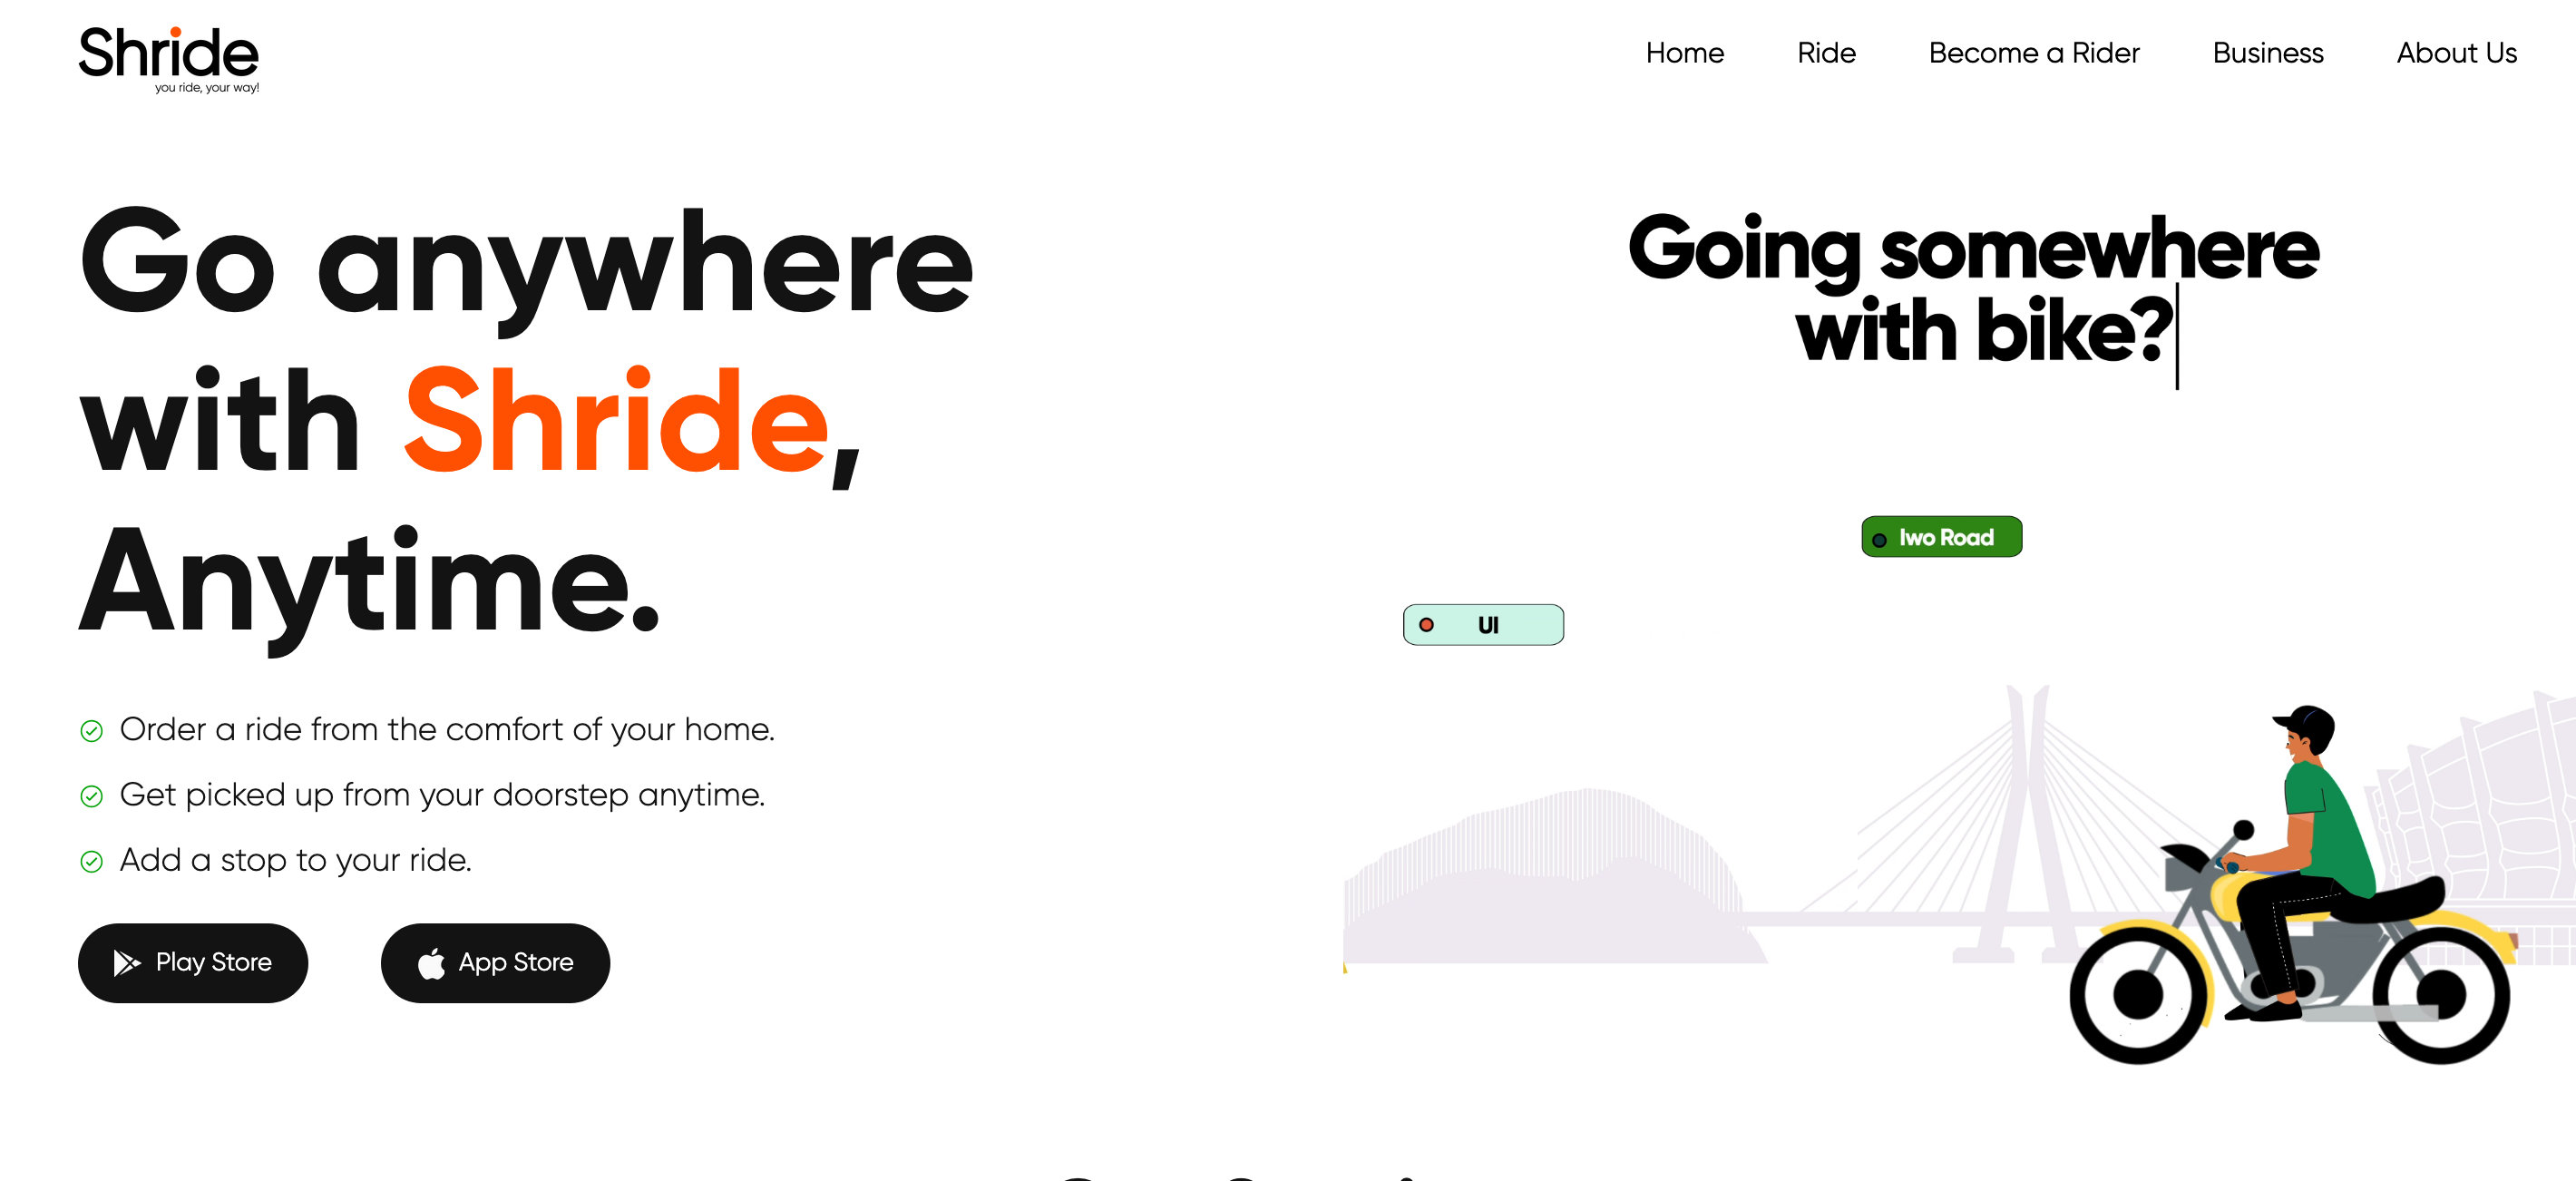 Shride
you ride, your way!
Home
Ride
Become a Rider
Business
About Us
Go anywhere
with Shride,
Anytime.
Order a ride from the comfort of your home.
Get picked up from your doorstep anytime.
Add a stop to your ride.
Play Store
App Store
Going somewhere
with bike?
Iwo Road
UI